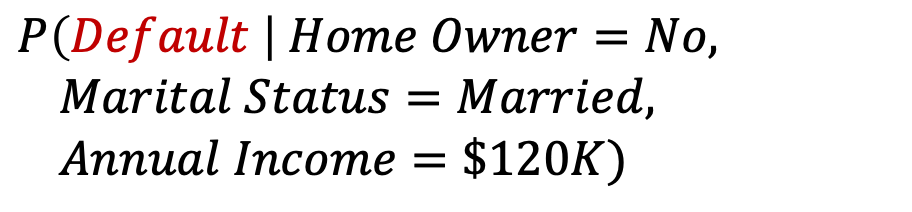 P(Default | Home Owner = No,
Marital Status = Married,
Annual Income = $120K)